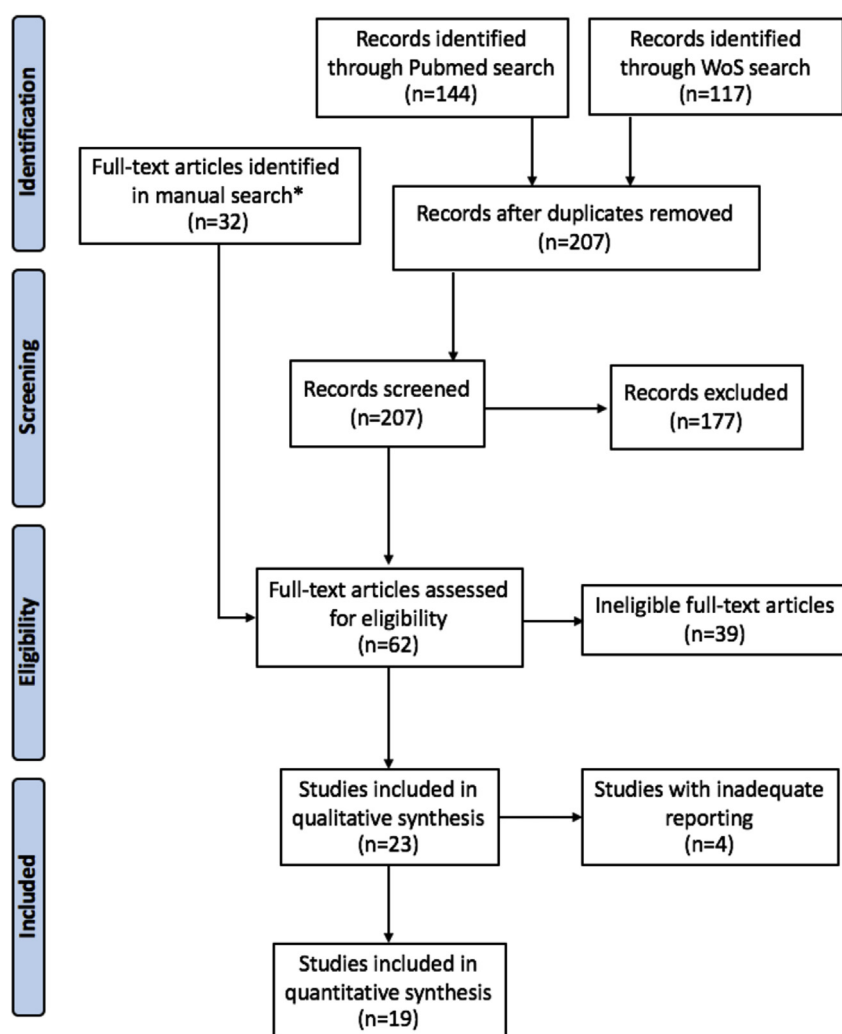 Identification
Records identified
through Pubmed search
(n=144)
Records identified
through WoS search
(n=117)
Full-text articles identified
in manual search*
(n=32)
Records after duplicates removed
(n=207)
Screening
Records screened
(n=207)
Records excluded
(n=177)
Eligibility
Full-text articles assessed
for eligibility
(n=62)
Ineligible full-text articles
(n=39)
Included
Studies included in
qualitative synthesis
(n=23)
Studies with inadequate
reporting
(n=4)
Studies included in
quantitative synthesis
(n=19)